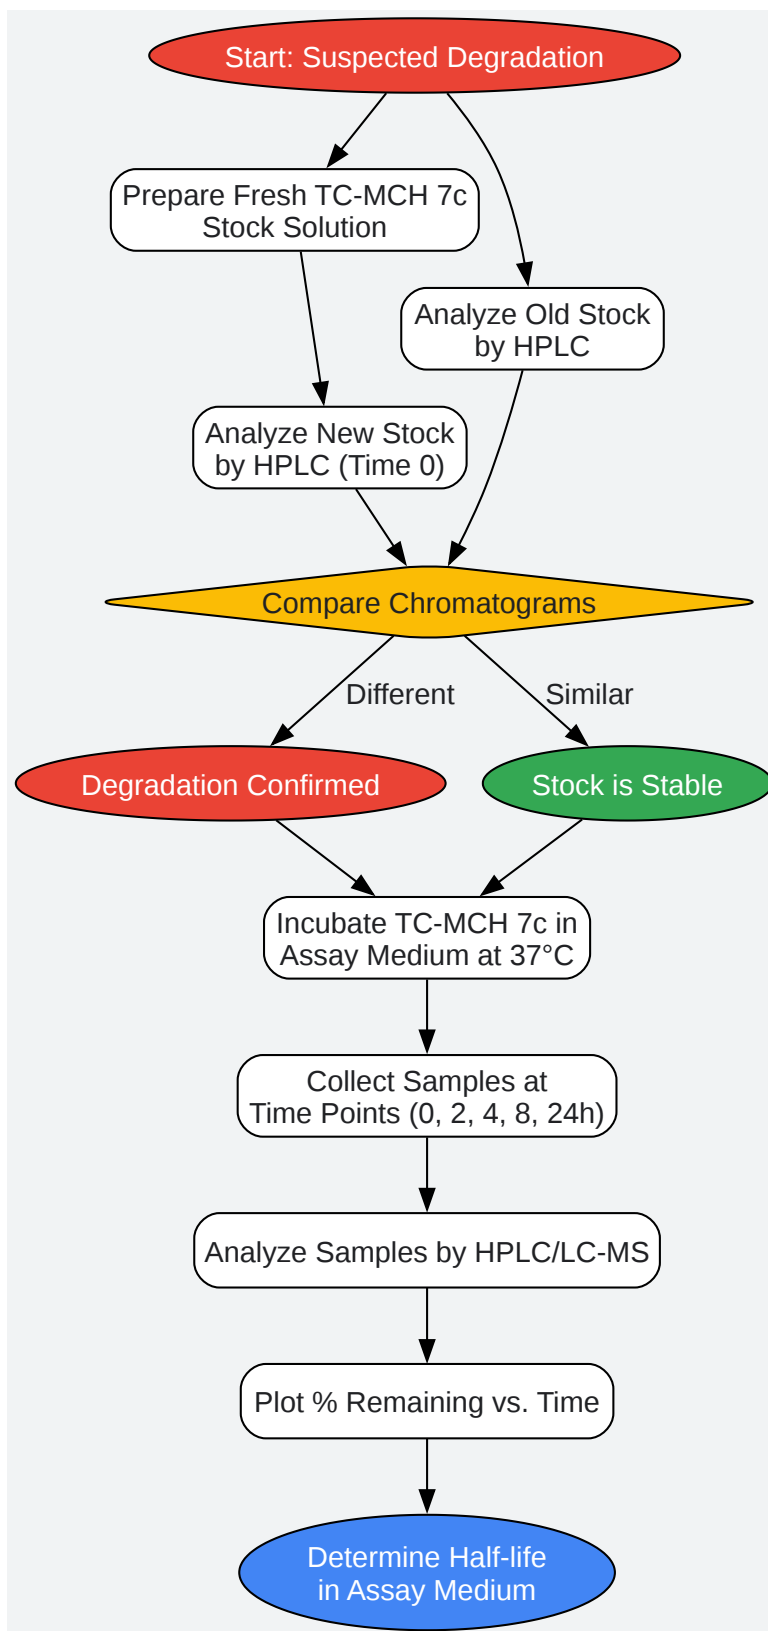 Start: Suspected Degradation
Prepare Fresh TC-MCH 7c
Stock Solution
Analyze Old Stock
by HPLC
Analyze New Stock
by HPLC (Time 0)
Compare Chromatograms
Different
Similar
Degradation Confirmed
Stock is Stable
Incubate TC-MCH 7c in
Assay Medium at 37°C
Collect Samples at
Time Points (0, 2, 4, 8, 24h)
Analyze Samples by HPLC/LC-MS
Plot % Remaining vs. Time
Determine Half-life
in Assay Medium